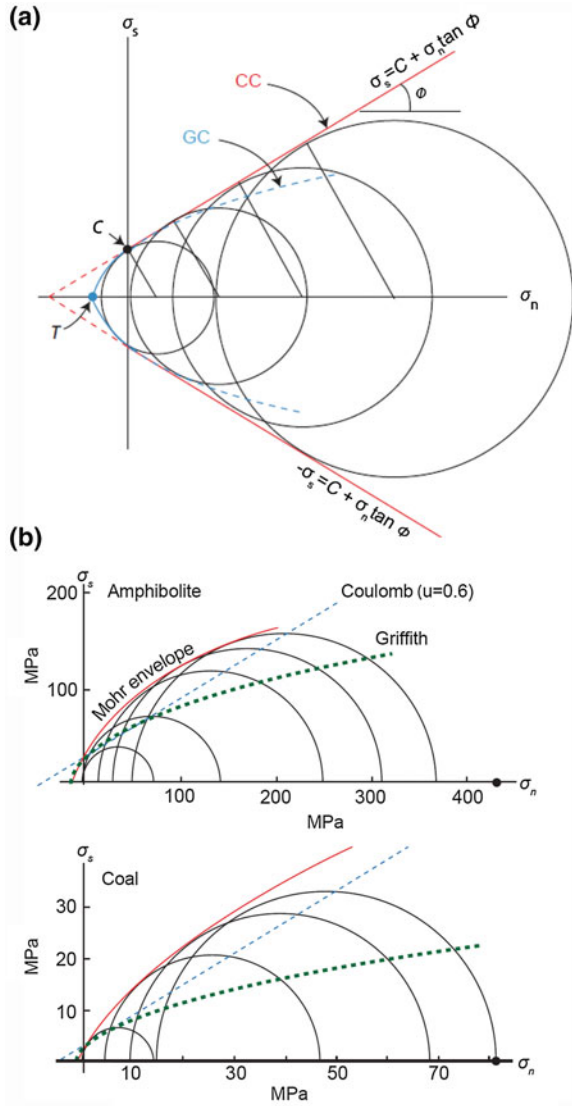 (a)
σs
σs=C + σn tan Φ
CC
Φ
GC
C
σn
T
-σs=C + σn tan Φ
(b)
σs
200
Amphibolite
Coulomb (u=0.6)
Griffith
Mohr envelope
MPa
100
100
200
300
400
σn
MPa
σs
Coal
30
MPa
20
10
10
30
50
70
σn
MPa